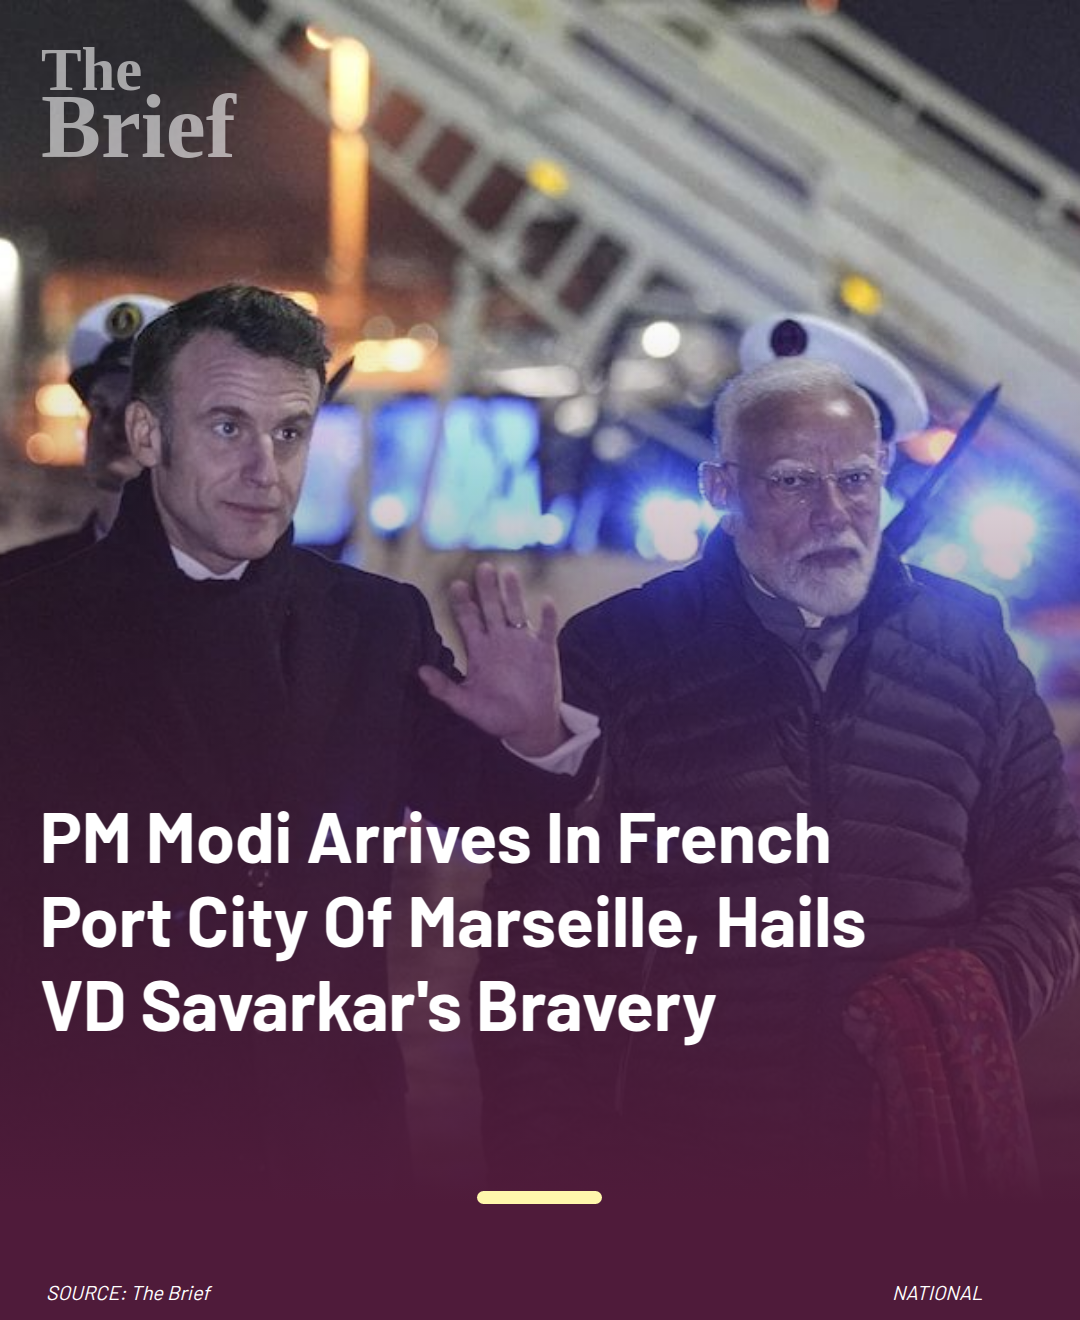 The
Brief
PM Modi Arrives In French
Port City Of Marseille, Hails
VD Savarkar's Bravery
SOURCE: The Brief
NATIONAL